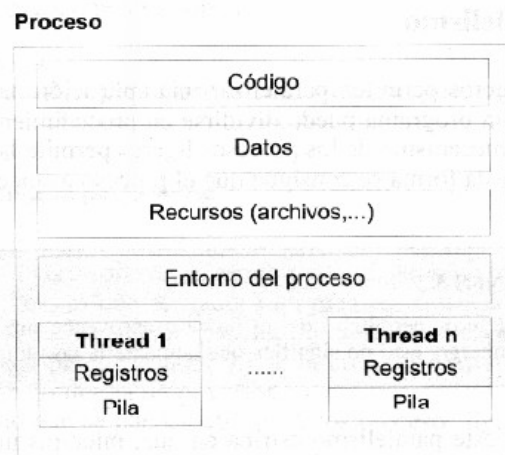 Proceso
Código
Datos
Recursos (archivos,...)
Entorno del proceso
Thread 1
Registros
Pila
......
Thread n
Registros
Pila